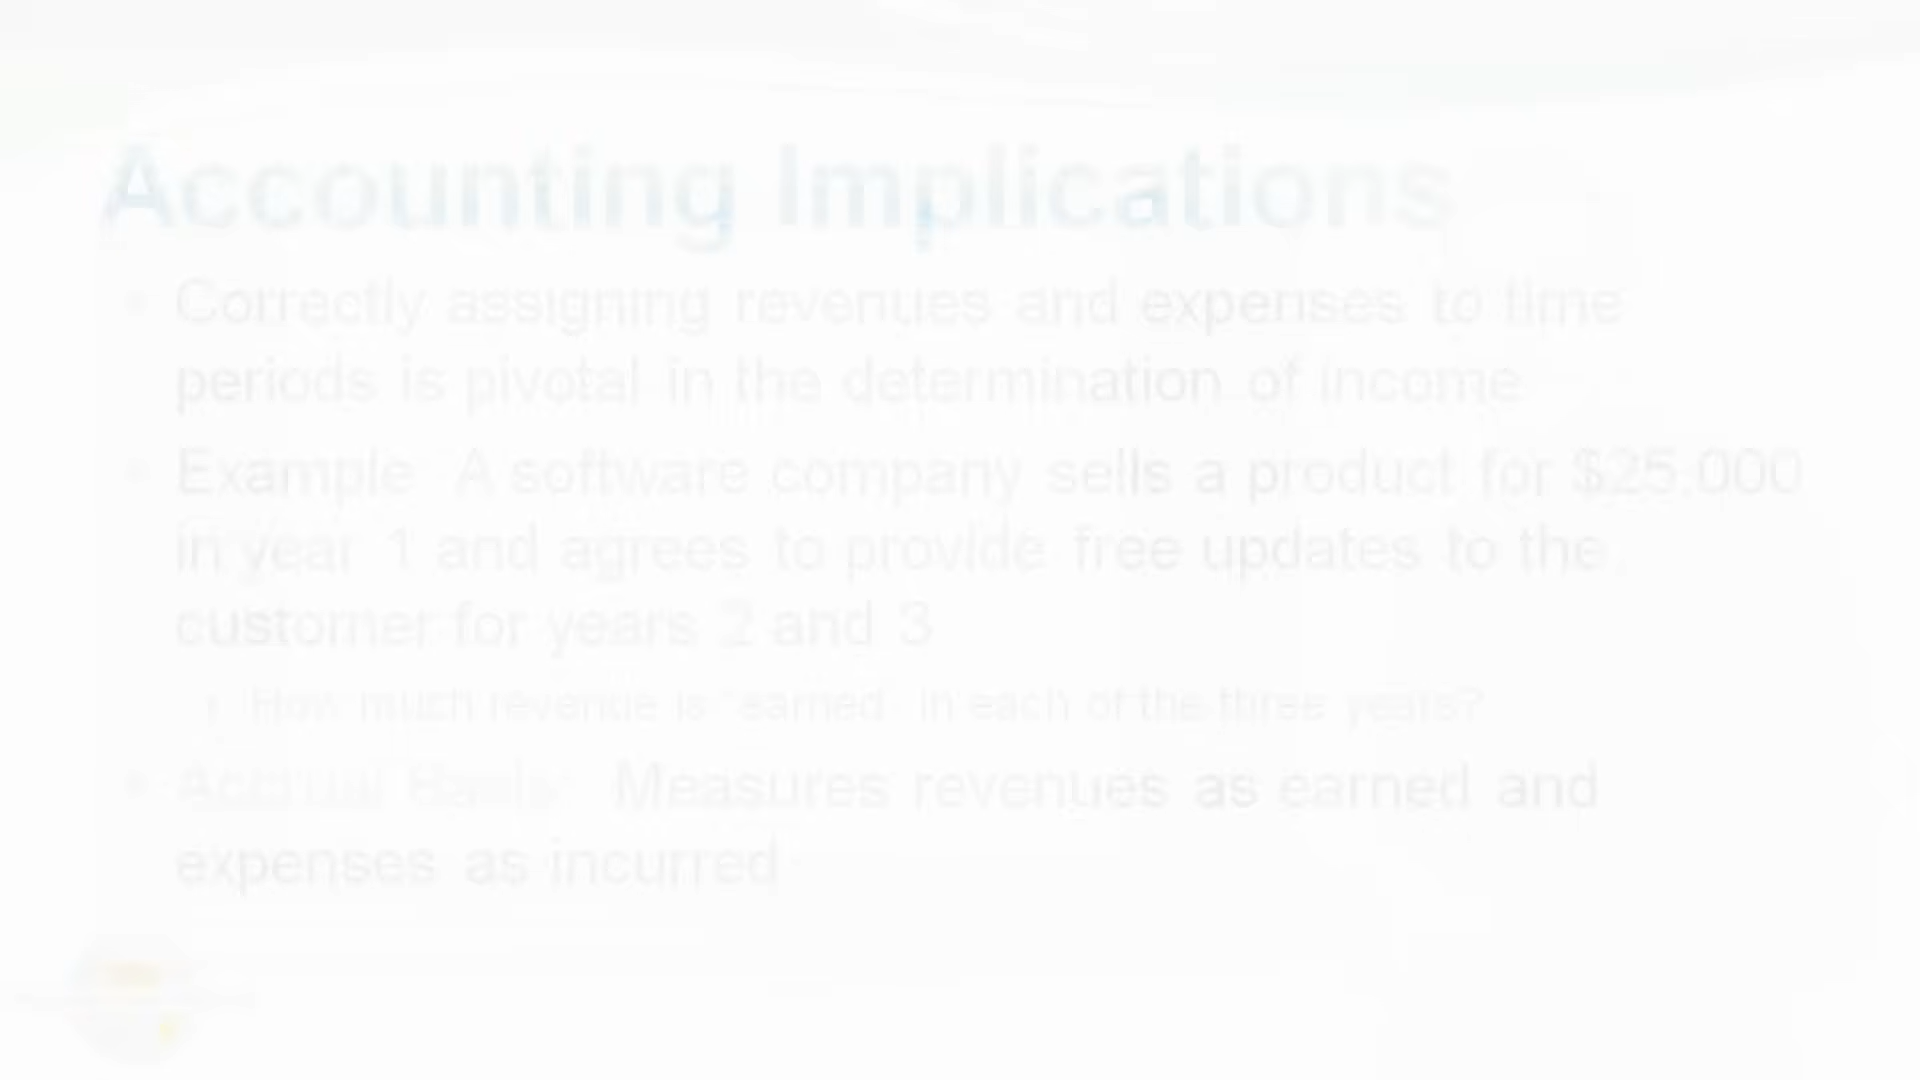 Accounting Implications
• Correctly assigning revenues and expenses to time
periods is pivotal in the determination of income
• Example: A software company sells a product for $25,000
in year 1 and agrees to provide free updates to the
customer for years 2 and 3
How much revenue is "earned" in each of the three years?
• Accrual Basis: Measures revenues as earned and
expenses as incurred